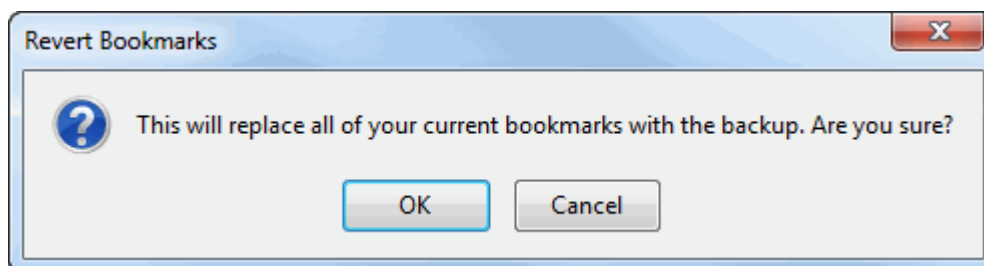 Revert Bookmarks
This will replace all of your current bookmarks with the backup. Are you sure?
OK
Cancel